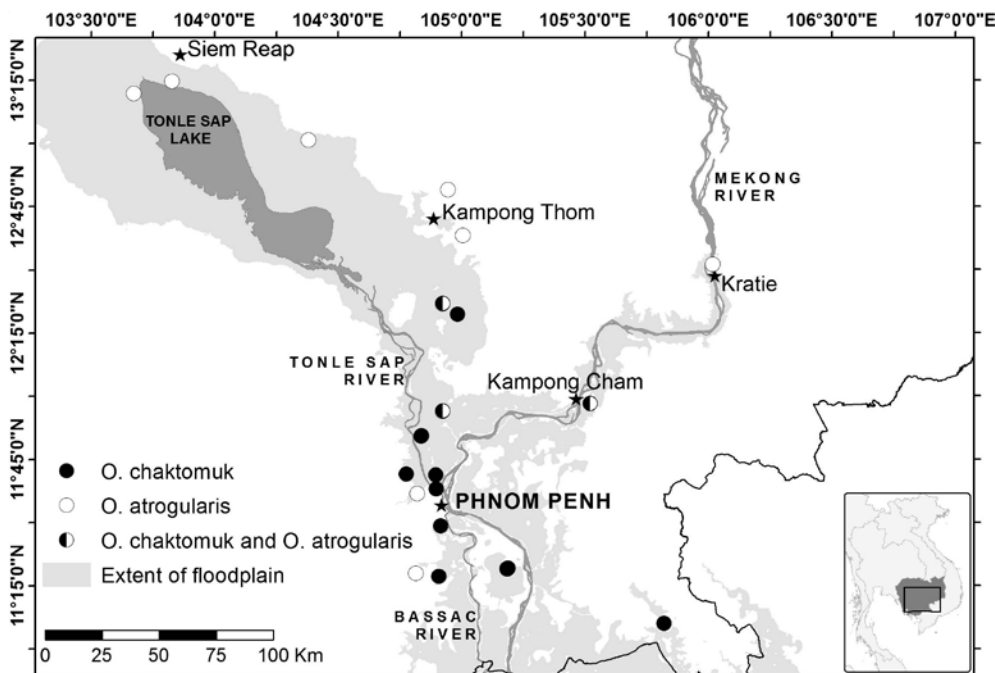 103°30'0"E 104°0'0"E 104°30'0"E 105°0'0"E 105°30'0"E 106°0'0"E 106°30'0"E 107°0'0"E
13°15'0"N
12°45'0"N
12°15'0"N
11°45'0"N
11°15'0"N
Siem Reap
TONLE SAP
LAKE
MEKONG
RIVER
Kampong Thom
Kratie
TONLE SAP
RIVER
Kampong Cham
PHNOM PENH
BASSAC
RIVER
O. chaktomuk
O. atrogularis
O. chaktomuk and O. atrogularis
Extent of floodplain
0 25 50 75 100 Km